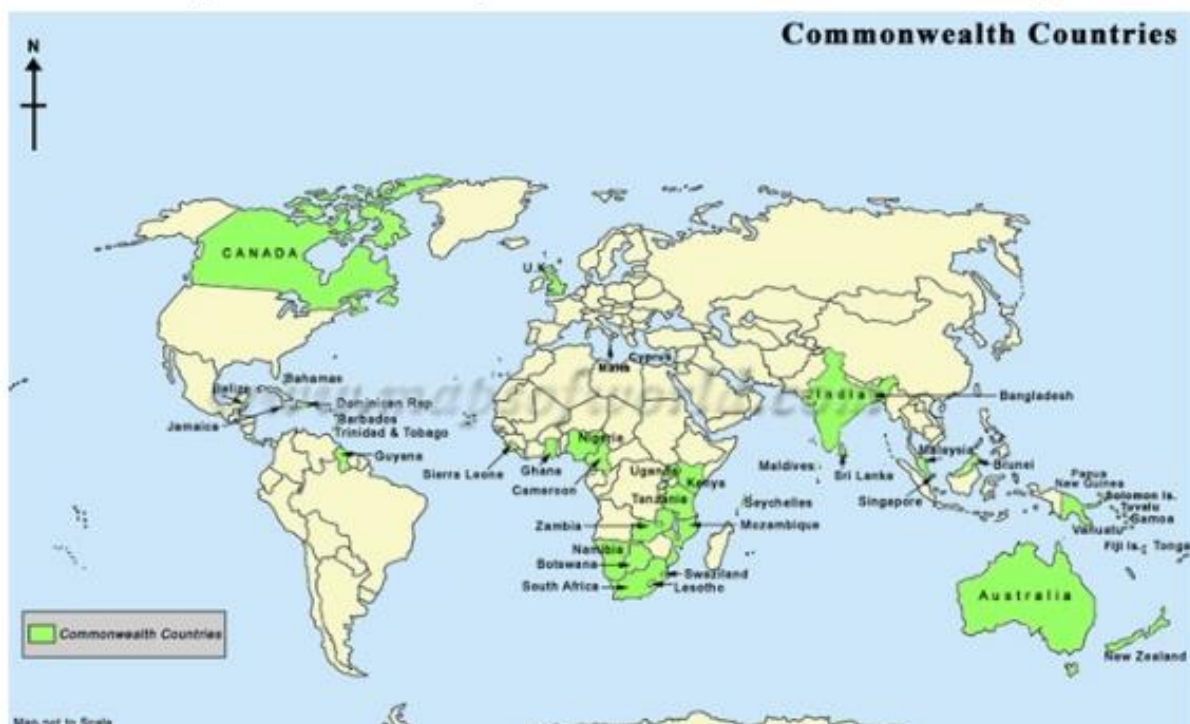 Commonwealth Countries
N
CANADA
U.K
Malta
Cyprus
Bahamas
Belize
Dominican Rep
Jamaica
Barbados
Trinidad & Tobago
Guyana
www.mapsofworld.com
India
Bangladesh
Nigeria
Sierra Leone
Ghana
Cameroon
Uganda
Kenya
Tanzania
Maldives
Sri Lanka
Malaysia
Brunei
Singapore
Seychelles
Papua
New Guinea
Solomon Is.
Tuvalu
Samoa
Vanuatu
Fiji Is.
Tonga
Zambia
Mozambique
Namibia
Botswana
Swaziland
South Africa
Lesotho
Australia
New Zealand
Commonwealth Countries
Map not to Scale